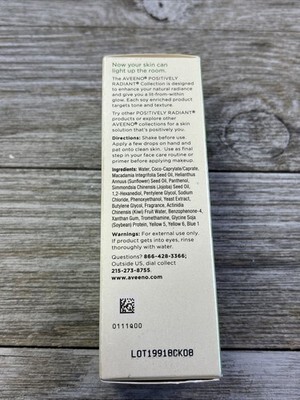 Now your skin can
light up the room.
The AVEENO® POSITIVELY
RADIANT® Collection is designed to
enhance your natural radiance
and give you a lit-from-within
glow. Each soy enriched product
targets tone and texture.
Try other POSITIVELY RADIANT®
products or explore other
AVEENO® collections for a skin
solution that's positively you.
Directions: Shake before use.
Apply a few drops on hand and
pat onto clean skin. Use as final
step in your face care routine or
primer before applying makeup.
Ingredients: Water, Coco-Caprylate/Caprate,
Macadamia Integrifolia Seed Oil, Helianthus
Annuus (Sunflower) Seed Oil, Panthenol,
Simmondsia Chinensis (Jojoba) Seed Oil,
1,2-Hexanediol, Pentylene Glycol, Sodium
Chloride, Phenoxyethanol, Yeast Extract,
Butylene Glycol, Fragrance, Actinidia
Chinensis (Kiwi) Fruit Water, Benzophenone-4,
Xanthan Gum, Tromethamine, Glycine Soja
(Soybean) Protein, Yellow 5, Yellow 6, Blue 1
Warnings: For external use only.
If product gets into eyes, rinse
thoroughly with water.
Questions? 866-428-3366;
Outside US, dial collect
215-273-8755.
www.aveeno.com
0111Q00
LOT19918CK08